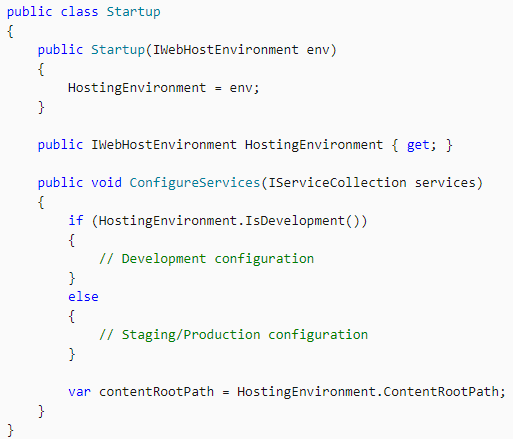 public class Startup
{
    public Startup(IWebHostEnvironment env)
    {
        HostingEnvironment = env;
    }

    public IWebHostEnvironment HostingEnvironment { get; }

    public void ConfigureServices(IServiceCollection services)
    {
        if (HostingEnvironment.IsDevelopment())
        {
            // Development configuration
        }
        else
        {
            // Staging/Production configuration
        }

        var contentRootPath = HostingEnvironment.ContentRootPath;
    }
}